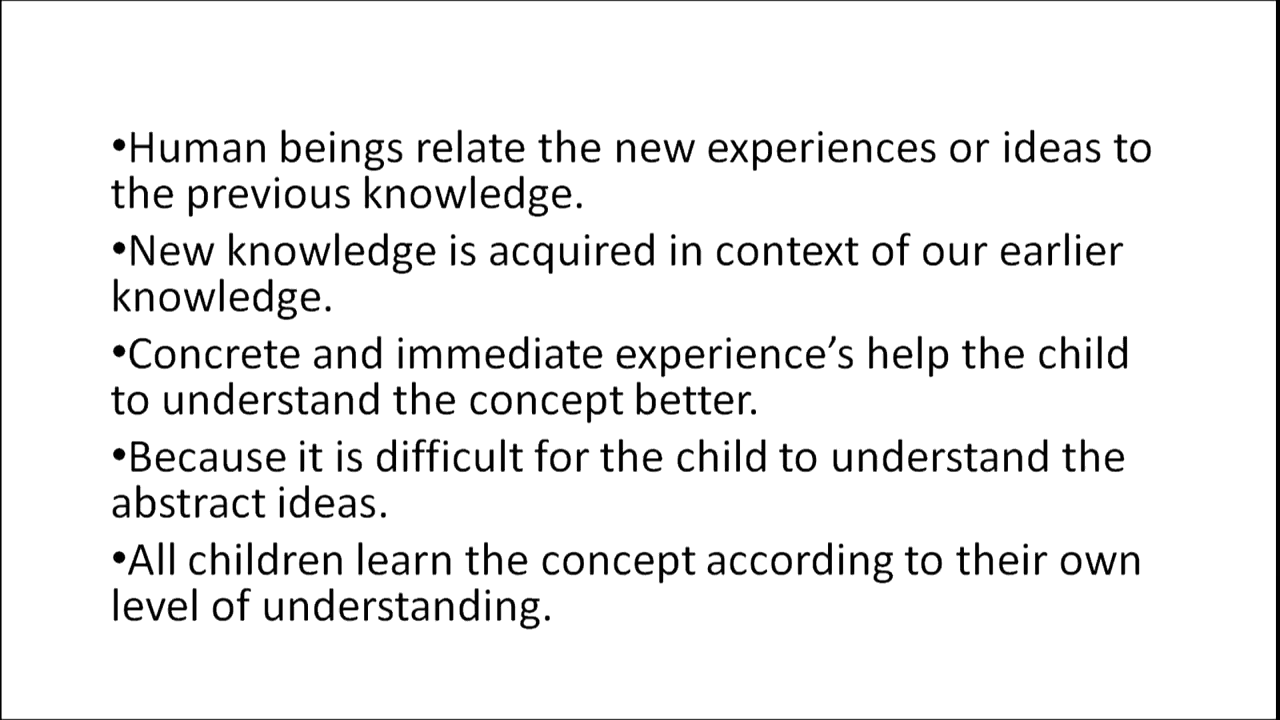 •Human beings relate the new experiences or ideas to
the previous knowledge.
•New knowledge is acquired in context of our earlier
knowledge.
•Concrete and immediate experience’s help the child
to understand the concept better.
•Because it is difficult for the child to understand the
abstract ideas.
•All children learn the concept according to their own
level of understanding.